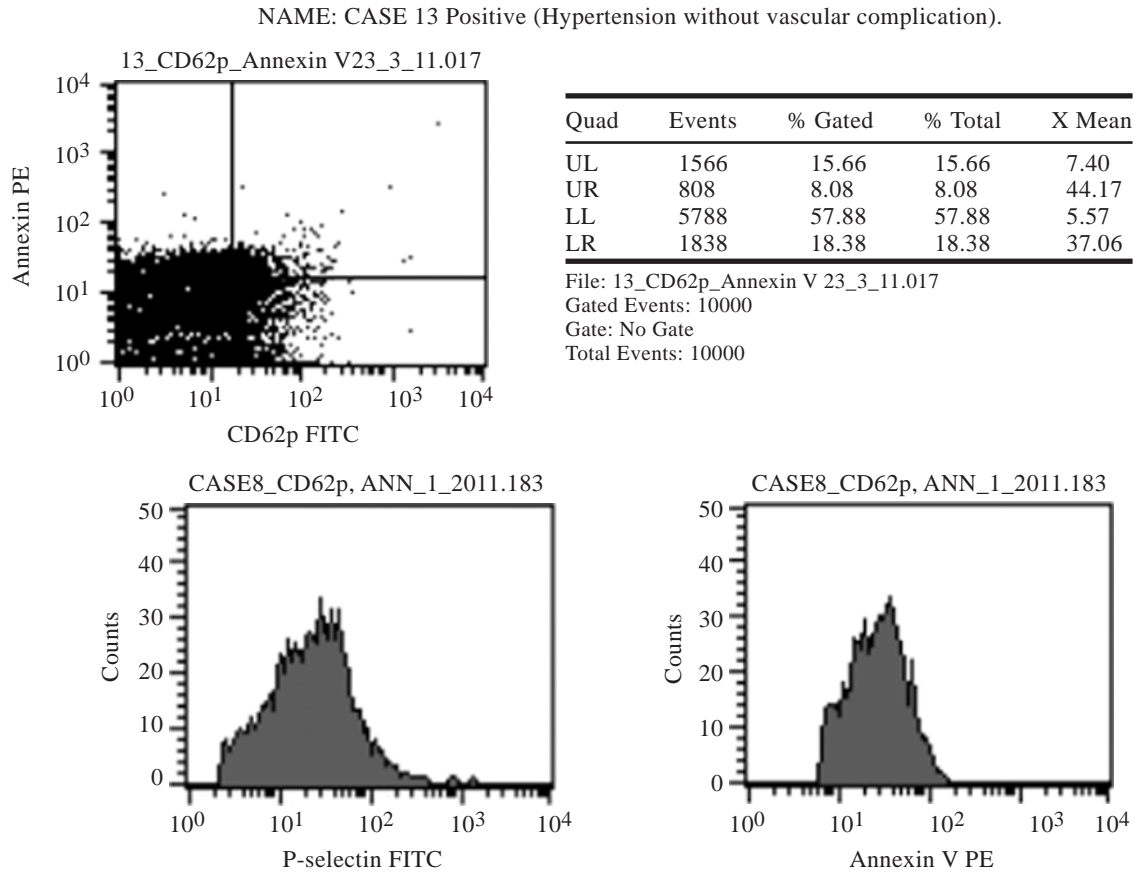 NAME: CASE 13 Positive (Hypertension without vascular complication).
13_CD62p_Annexin V23_3_11.017
10⁴
10³
10²
10¹
10⁰
Annexin PE
10⁰ 10¹ 10² 10³ 10⁴
CD62p FITC
Quad Events % Gated % Total X Mean
UL 1566 15.66 15.66 7.40
UR 808 8.08 8.08 44.17
LL 5788 57.88 57.88 5.57
LR 1838 18.38 18.38 37.06
File: 13_CD62p_Annexin V 23_3_11.017
Gated Events: 10000
Gate: No Gate
Total Events: 10000
CASE8_CD62p, ANN_1_2011.183
50
40
30
20
10
0
Counts
10⁰ 10¹ 10² 10³ 10⁴
P-selectin FITC
CASE8_CD62p, ANN_1_2011.183
50
40
30
20
10
0
Counts
10⁰ 10¹ 10² 10³ 10⁴
Annexin V PE